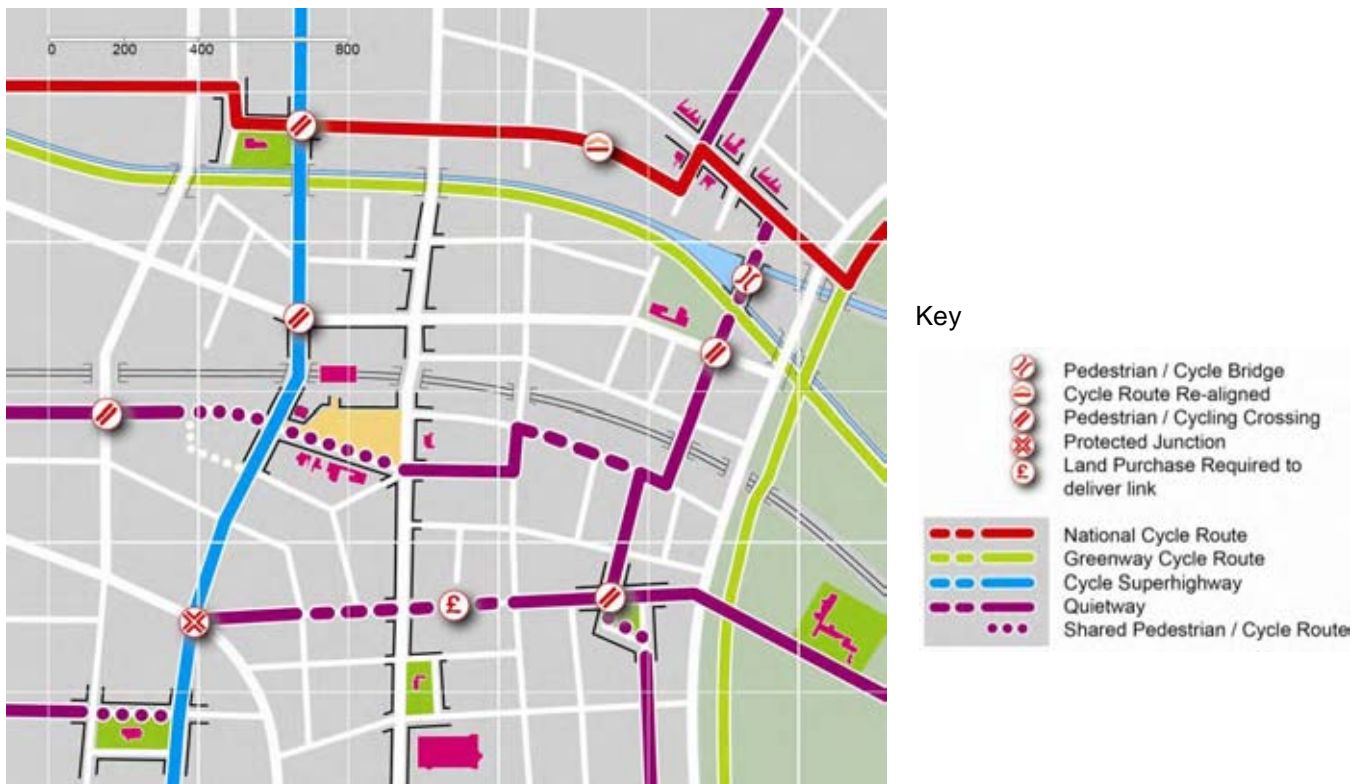 0 200 400 800
£
Key
Pedestrian / Cycle Bridge
Cycle Route Re-aligned
Pedestrian / Cycling Crossing
Protected Junction
£ Land Purchase Required to
deliver link
National Cycle Route
Greenway Cycle Route
Cycle Superhighway
Quietway
Shared Pedestrian / Cycle Route